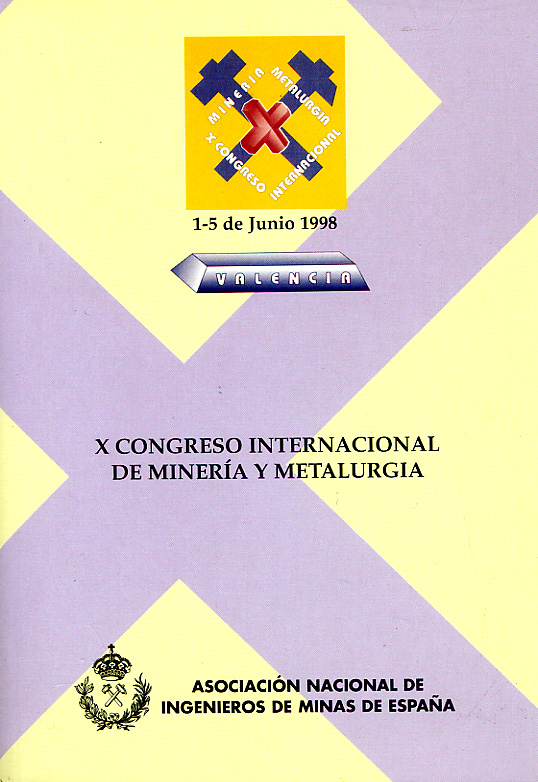 MINERIA METALURGIA
X CONGRESO INTERNACIONAL
1-5 de Junio 1998
VALENCIA
X CONGRESO INTERNACIONAL
DE MINERÍA Y METALURGIA
ASOCIACIÓN NACIONAL DE
INGENIEROS DE MINAS DE ESPAÑA